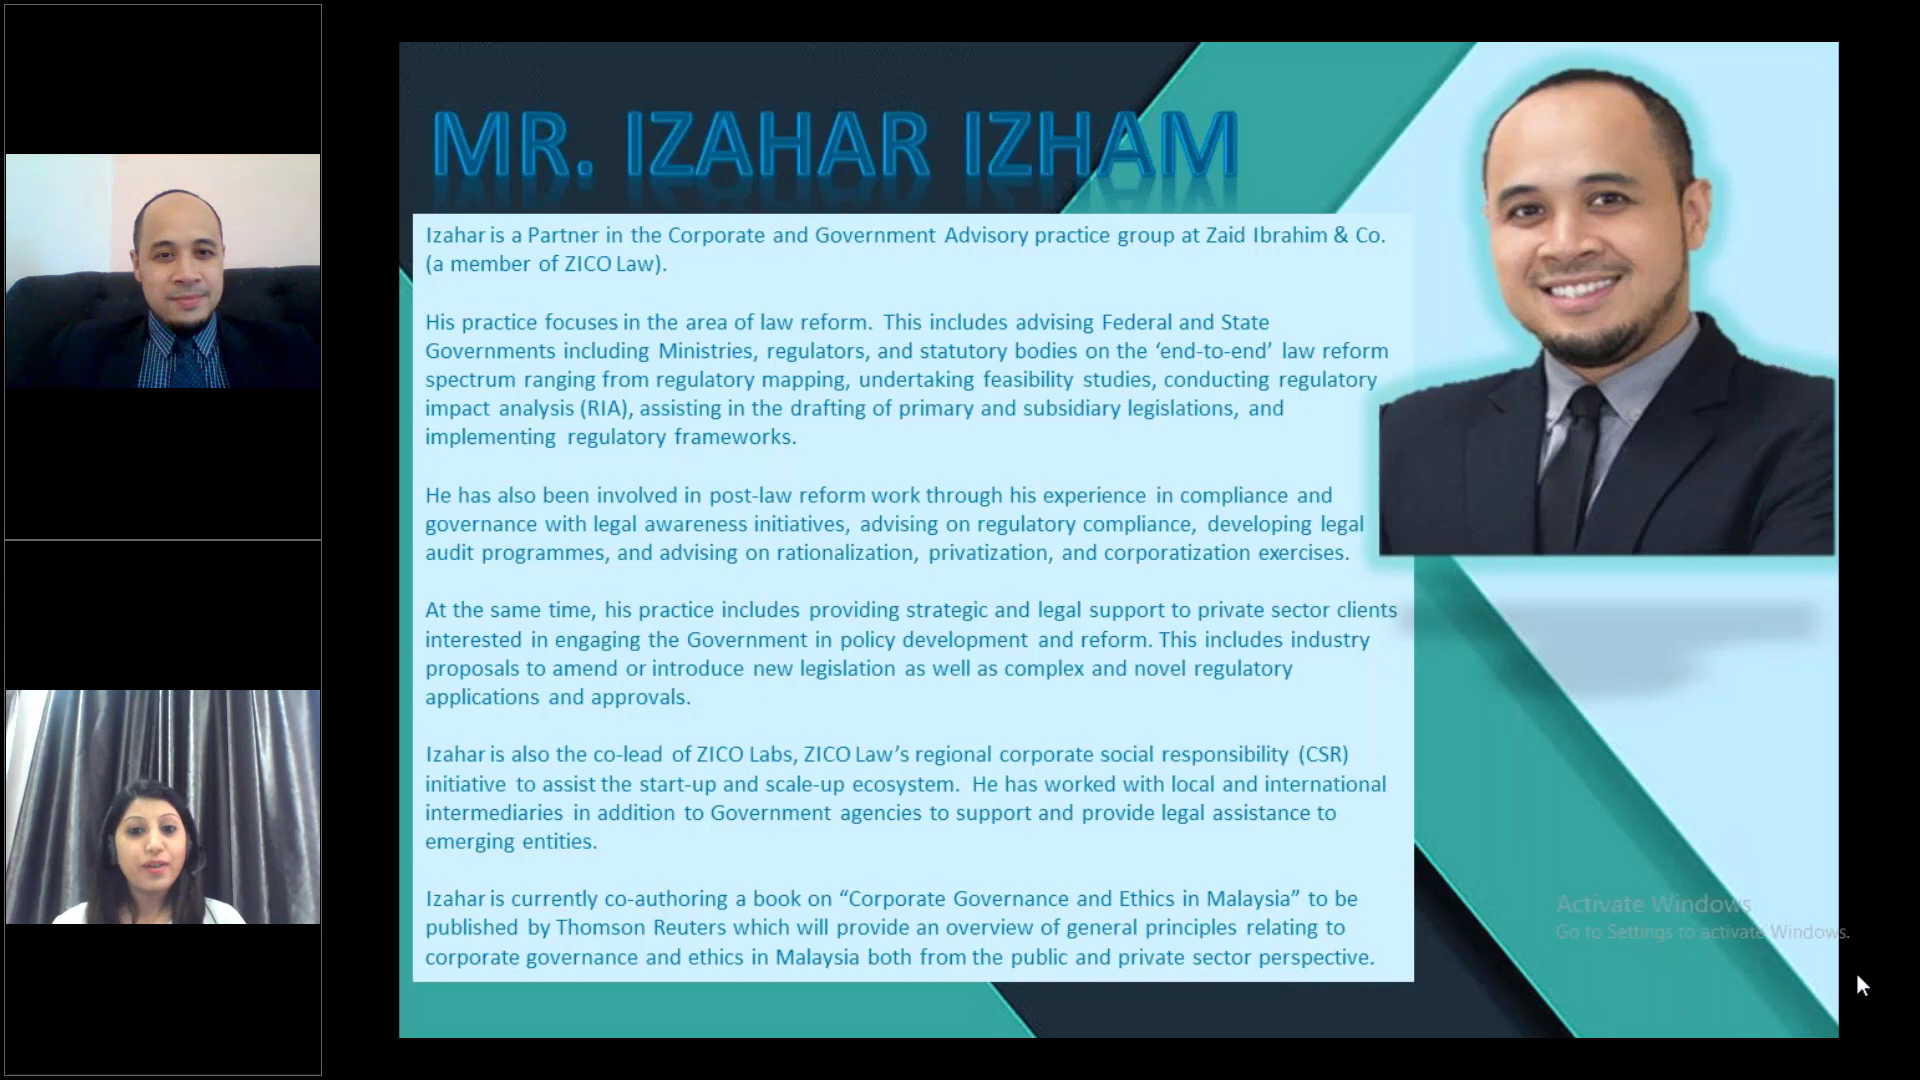 MR. IZAHAR IZHAM
Izahar is a Partner in the Corporate and Government Advisory practice group at Zaid Ibrahim & Co.
(a member of ZICO Law).
His practice focuses in the area of law reform. This includes advising Federal and State
Governments including Ministries, regulators, and statutory bodies on the ‘end-to-end’ law reform
spectrum ranging from regulatory mapping, undertaking feasibility studies, conducting regulatory
impact analysis (RIA), assisting in the drafting of primary and subsidiary legislations, and
implementing regulatory frameworks.
He has also been involved in post-law reform work through his experience in compliance and
governance with legal awareness initiatives, advising on regulatory compliance, developing legal
audit programmes, and advising on rationalization, privatization, and corporatization exercises.
At the same time, his practice includes providing strategic and legal support to private sector clients
interested in engaging the Government in policy development and reform. This includes industry
proposals to amend or introduce new legislation as well as complex and novel regulatory
applications and approvals.
Izahar is also the co-lead of ZICO Labs, ZICO Law’s regional corporate social responsibility (CSR)
initiative to assist the start-up and scale-up ecosystem. He has worked with local and international
intermediaries in addition to Government agencies to support and provide legal assistance to
emerging entities.
Izahar is currently co-authoring a book on “Corporate Governance and Ethics in Malaysia” to be
published by Thomson Reuters which will provide an overview of general principles relating to
corporate governance and ethics in Malaysia both from the public and private sector perspective.
Activate Windows
Go to Settings to activate Windows.